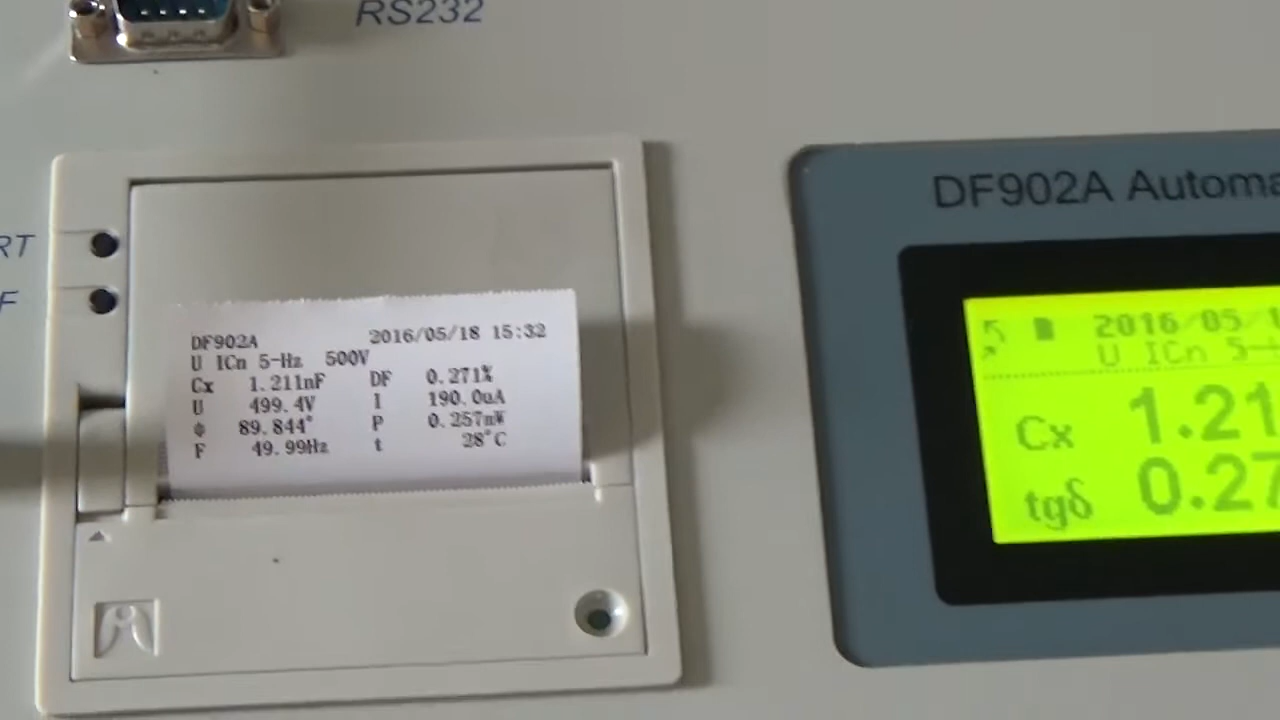 RS232
RT
F
DF902A 2016/05/18 15:32
U ICn 5-Hz 500V
Cx 1.211nF DF 0.271%
U 499.4V I 190.0uA
Φ 89.844° P 0.257mW
F 49.99Hz t 28°C
DF902A Automa
2016/05/1
U ICn 5-H
Cx 1.21
tgδ 0.27